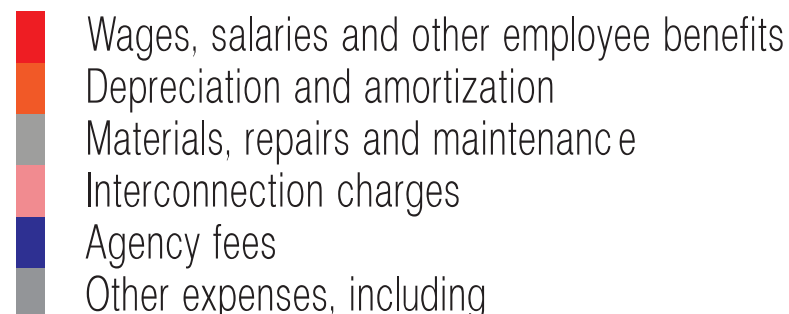 Wages, salaries and other employee benefits
Depreciation and amortization
Materials, repairs and maintenanc e
Interconnection charges
Agency fees
Other expenses, including